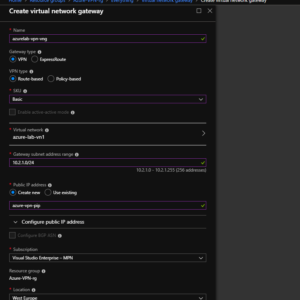 Home > Resource groups > Azure-VPN-rg > Everything > Virtual network gateway > Create virtual network gateway
Create virtual network gateway
* Name
azurelab-vpn-vng
Gateway type
VPN ExpressRoute
VPN type
Route-based Policy-based
* SKU
Basic
Enable active-active mode
* Virtual network
azure-lab-vn1
* Gateway subnet address range
10.2.1.0/24
10.2.1.0 - 10.2.1.255 (256 addresses)
* Public IP address
Create new Use existing
azure-vpn-pip
Configure public IP address
Configure BGP ASN
* Subscription
Visual Studio Enterprise – MPN
Resource group
Azure-VPN-rg
* Location
West Europe